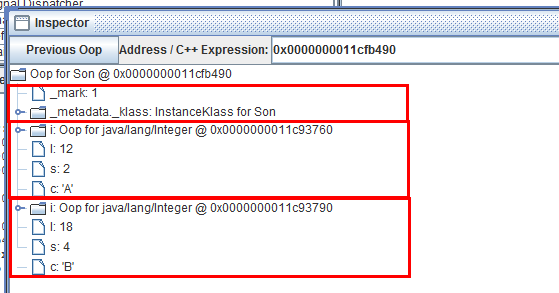 gnal Dispatcher
Inspector
Previous Oop Address / C++ Expression: 0x0000000011cfb490
Oop for Son @ 0x0000000011cfb490
_mark: 1
_metadata._klass: InstanceKlass for Son
i: Oop for java/lang/Integer @ 0x0000000011c93760
l: 12
s: 2
c: 'A'
i: Oop for java/lang/Integer @ 0x0000000011c93790
l: 18
s: 4
c: 'B'